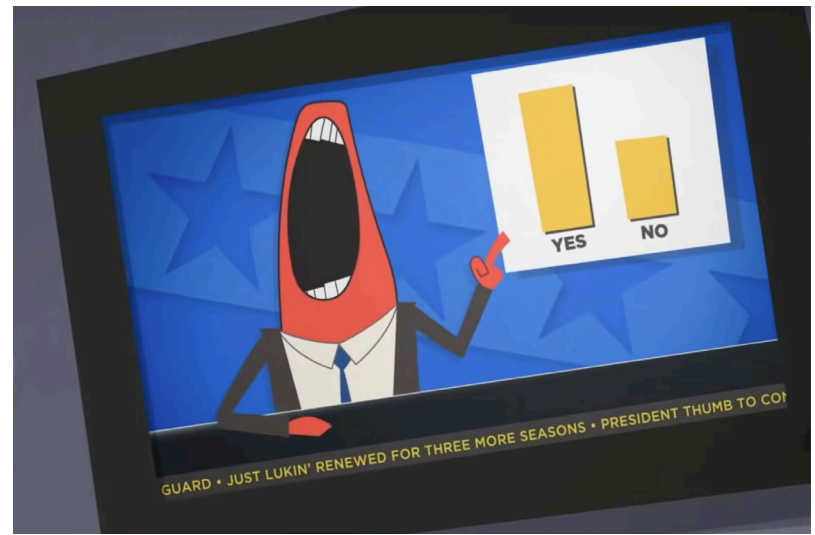 YES
NO
GUARD • JUST LUKIN' RENEWED FOR THREE MORE SEASONS • PRESIDENT THUMB TO